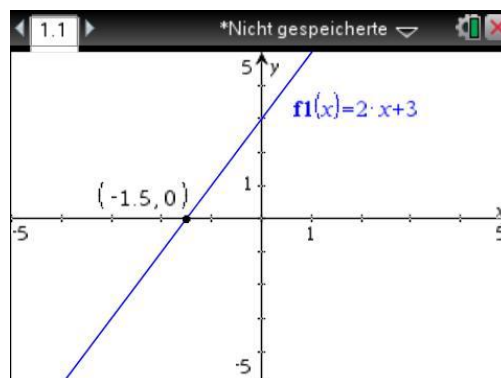 1.1 *Nicht gespeicherte
5 y
f1(x)=2·x+3
(-1.5,0) 1
x
-5 1 5
-5